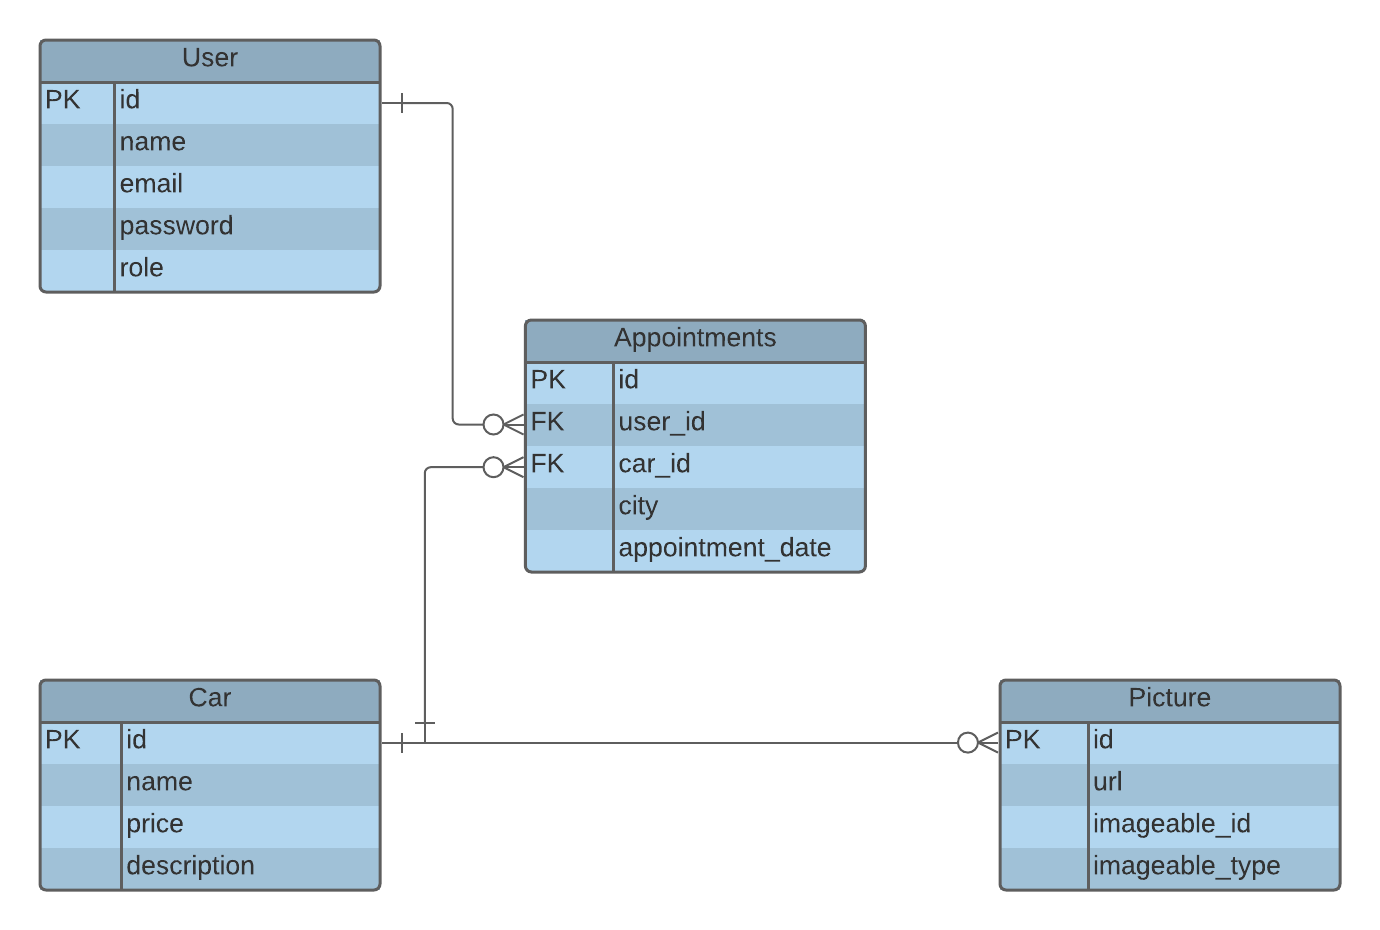 User
PK id
name
email
password
role
Appointments
PK id
FK user_id
FK car_id
city
appointment_date
Car
PK id
name
price
description
Picture
PK id
url
imageable_id
imageable_type